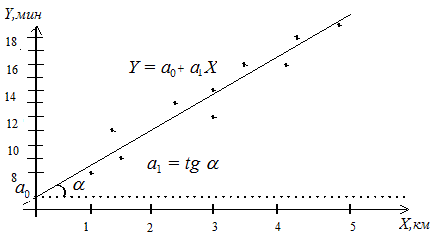 Y,мин
18
16
14
12
10
8
Y = a₀ + a₁X
a₁ = tg α
a₀
α
1 2 3 4 5
X,км